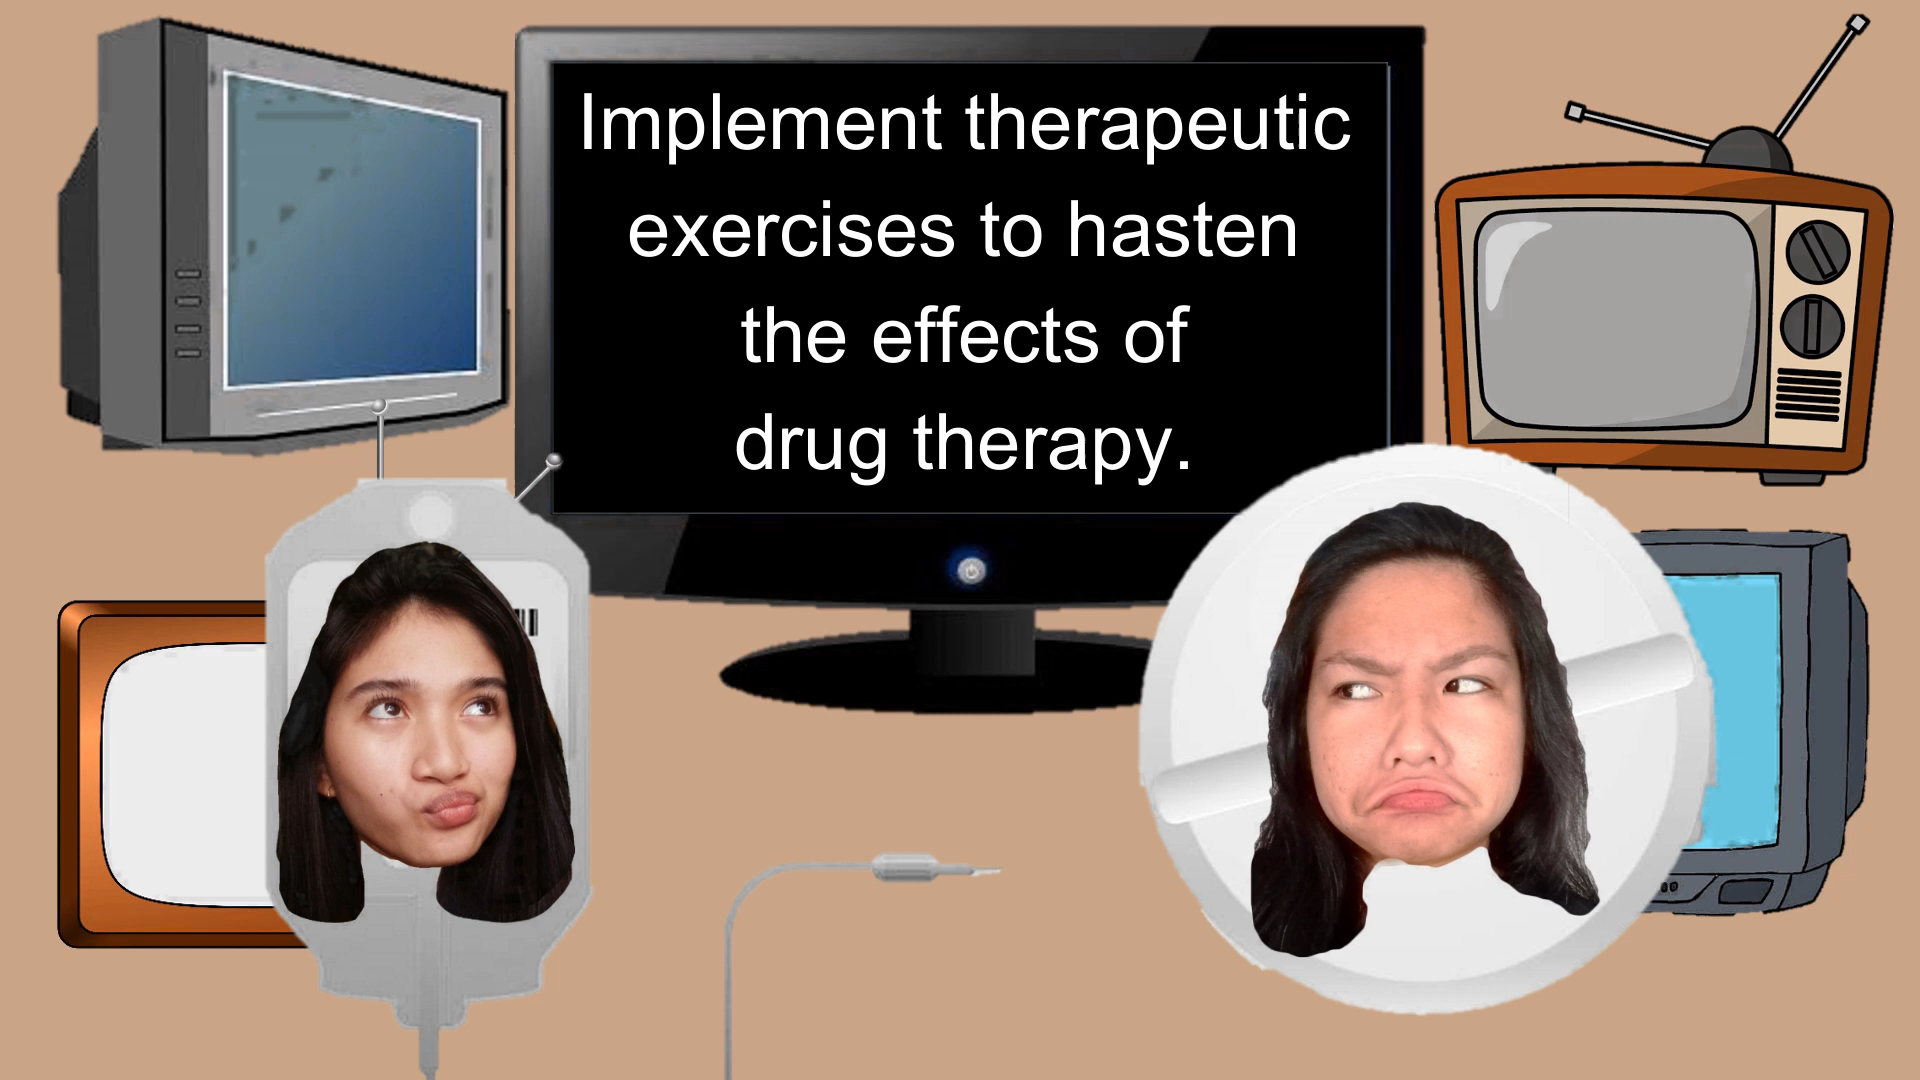 Implement therapeutic
exercises to hasten
the effects of
drug therapy.